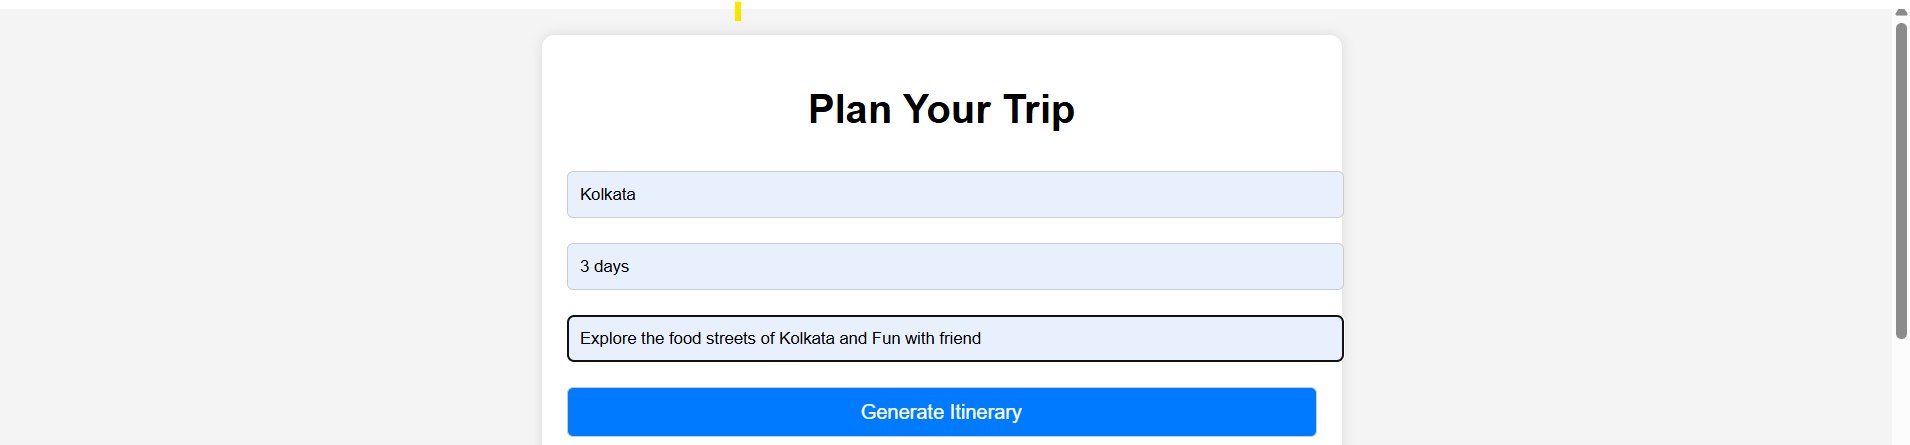 Plan Your Trip
Kolkata
3 days
Explore the food streets of Kolkata and Fun with friend
Generate Itinerary